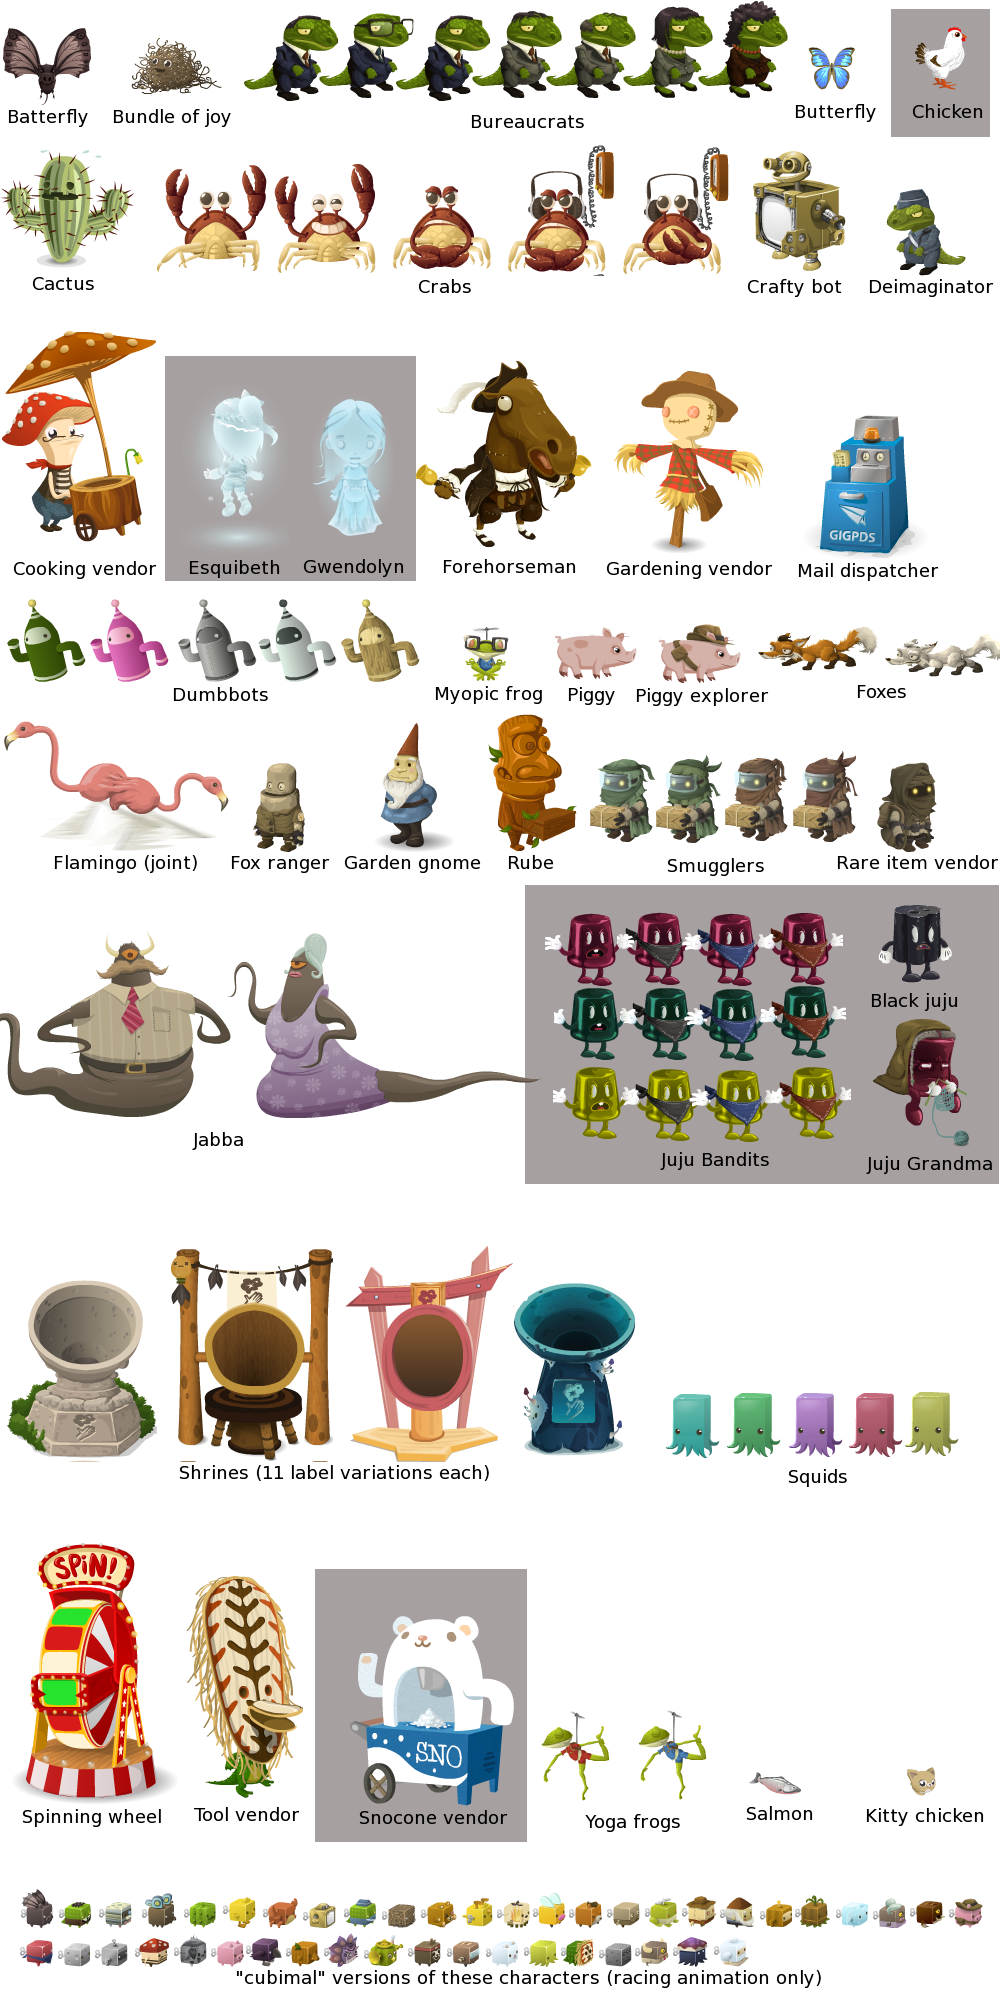 Batterfly
Bundle of joy
Bureaucrats
Butterfly
Chicken
Cactus
Crabs
Crafty bot
Deimaginator
Cooking vendor
Esquibeth
Gwendolyn
Forehorseman
Gardening vendor
GIGPDS
Mail dispatcher
Dumbbots
Myopic frog
Piggy
Piggy explorer
Foxes
Flamingo (joint)
Fox ranger
Garden gnome
Rube
Smugglers
Rare item vendor
Jabba
Juju Bandits
Black juju
Juju Grandma
Shrines (11 label variations each)
Squids
SPiN!
Spinning wheel
Tool vendor
SNO
Snocone vendor
Yoga frogs
Salmon
Kitty chicken
"cubimal" versions of these characters (racing animation only)